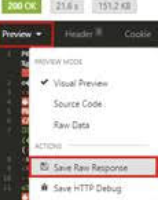 200 OK 21.6 s 151.2 KB
Preview Header Cookie
PREVIEW MODE
✓ Visual Preview
Source Code
Raw Data
ACTIONS
Save Raw Response
Save HTTP Debug